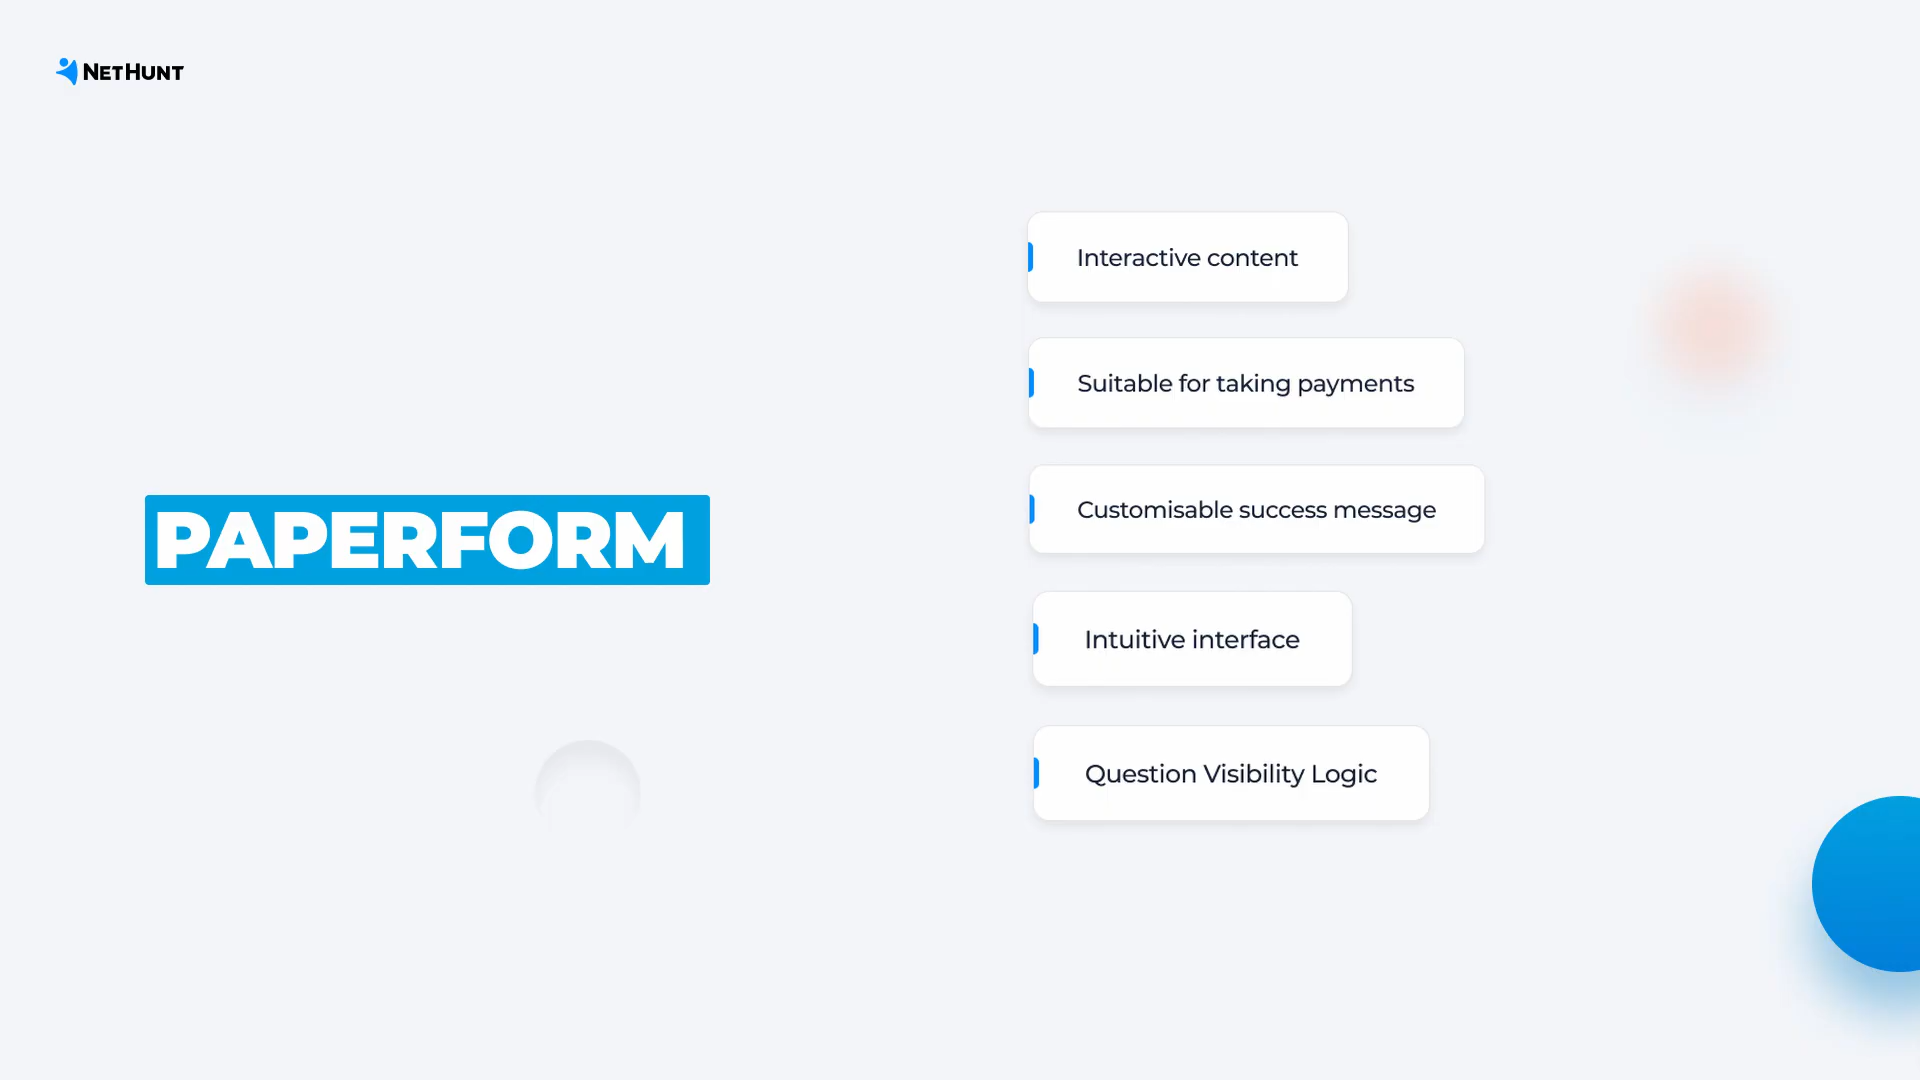 NETHUNT
PAPERFORM
Interactive content
Suitable for taking payments
Customisable success message
Intuitive interface
Question Visibility Logic